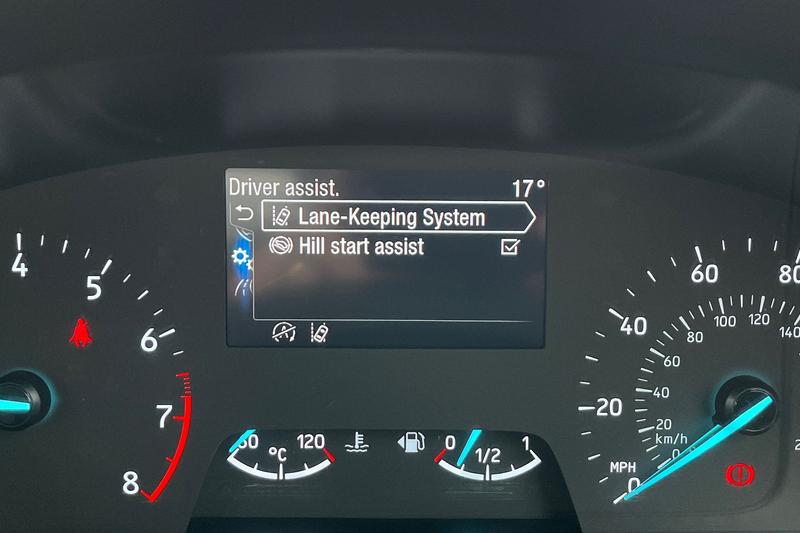 Driver assist. 17°
Lane-Keeping System
Hill start assist
4
5
6
7
8
60 120
°C
0 1/2 1
0
20
40
60
80
MPH
km/h
0
20
40
60
80
100
120
140